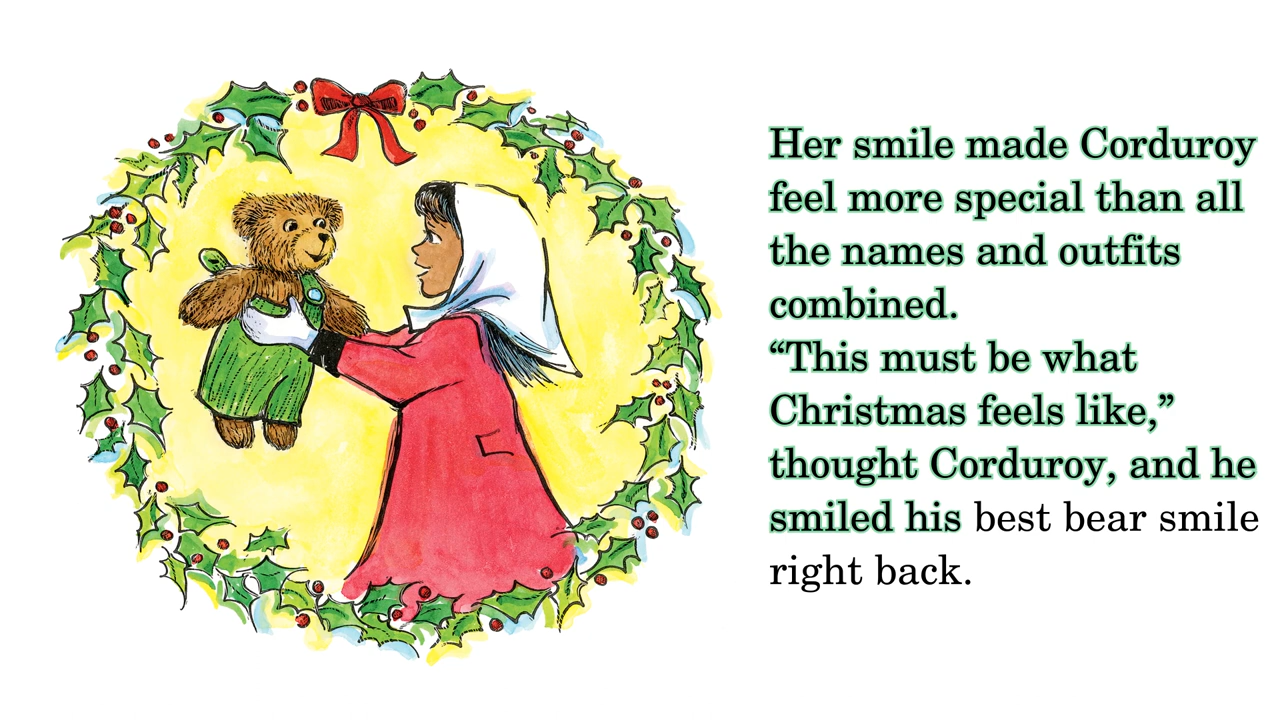 Her smile made Corduroy
feel more special than all
the names and outfits
combined.
“This must be what
Christmas feels like,”
thought Corduroy, and he
smiled his best bear smile
right back.